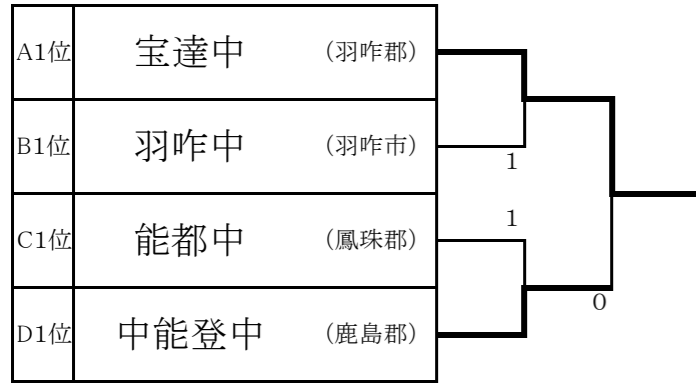 A1位 宝達中 (羽咋郡)
B1位 羽咋中 (羽咋市)
1
C1位 能都中 (鳳珠郡)
1
D1位 中能登中 (鹿島郡)
0